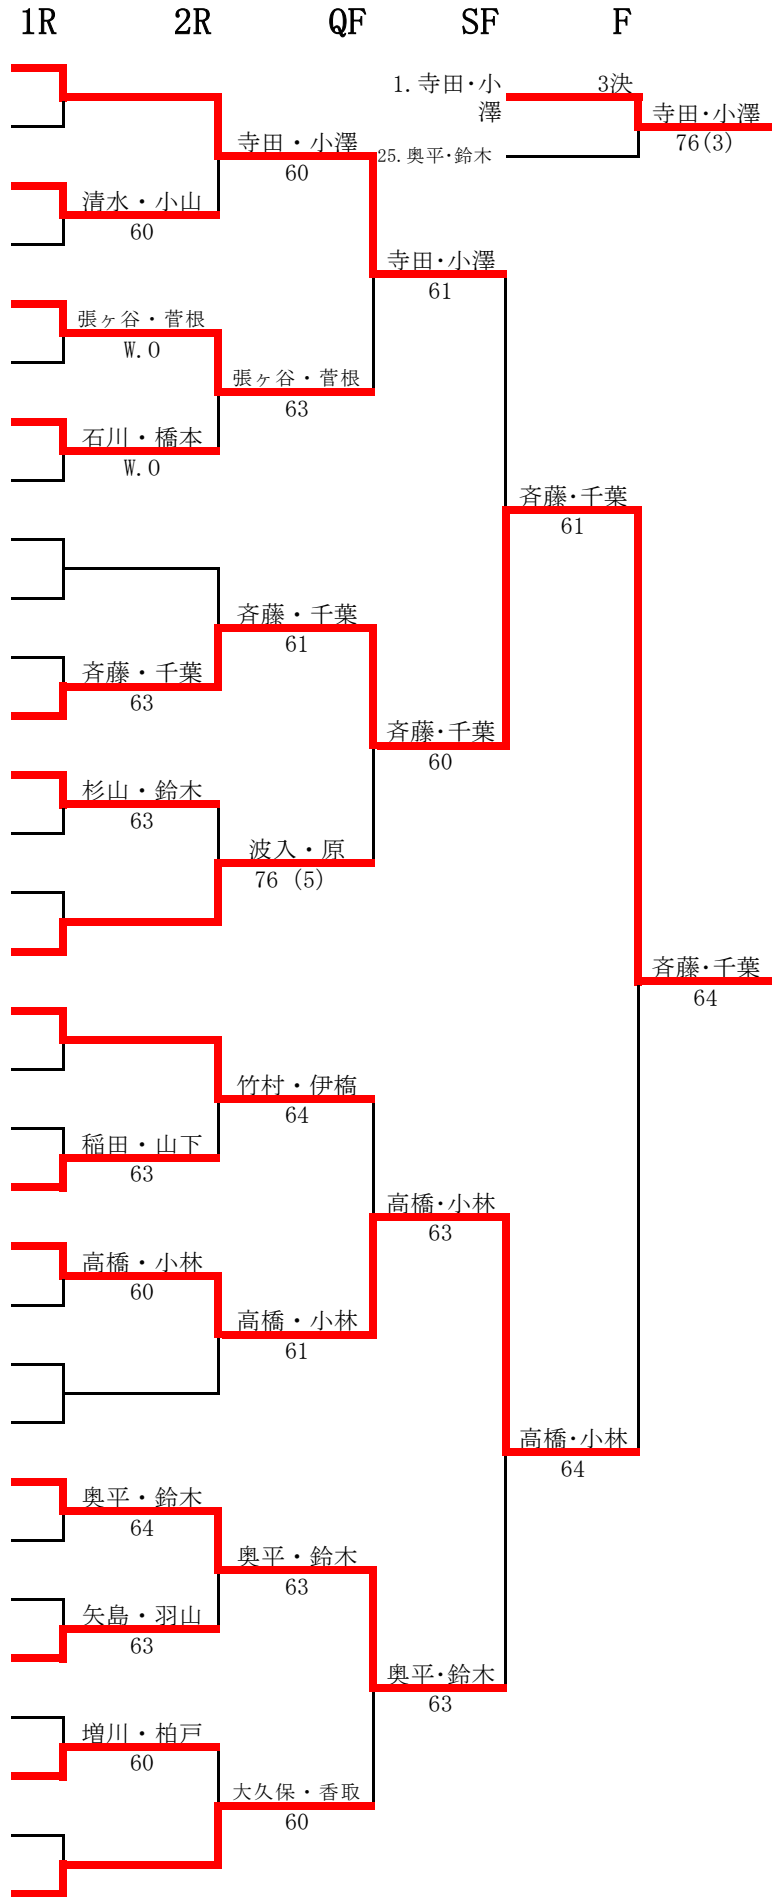 1R 2R QF SF F
1. 寺田・小澤
3決
寺田・小澤
76(3)
25. 奥平・鈴木
寺田・小澤
60
清水・小山
60
寺田・小澤
61
張ヶ谷・菅根
W.O
張ヶ谷・菅根
63
石川・橋本
W.O
斉藤・千葉
61
斉藤・千葉
61
斉藤・千葉
63
斉藤・千葉
60
杉山・鈴木
63
波入・原
76 (5)
斉藤・千葉
64
竹村・伊橋
64
稲田・山下
63
高橋・小林
63
高橋・小林
60
高橋・小林
61
高橋・小林
64
奥平・鈴木
64
奥平・鈴木
63
矢島・羽山
63
奥平・鈴木
63
増川・柏戸
60
大久保・香取
60